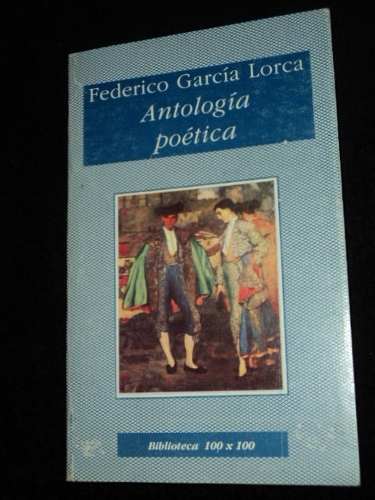 Federico García Lorca
Antología
poética
Biblioteca 100 x 100